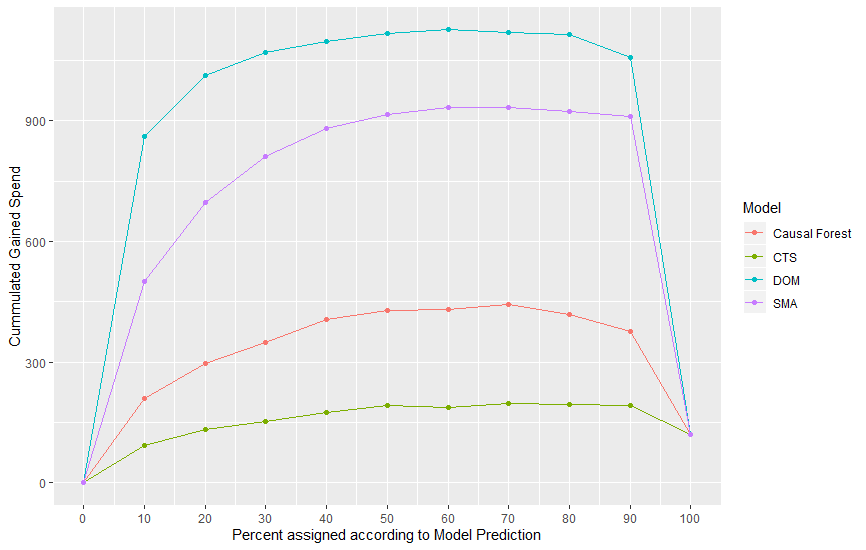 Cummulated Gained Spend
900
600
300
0
0 10 20 30 40 50 60 70 80 90 100
Percent assigned according to Model Prediction
Model
Causal Forest
CTS
DOM
SMA